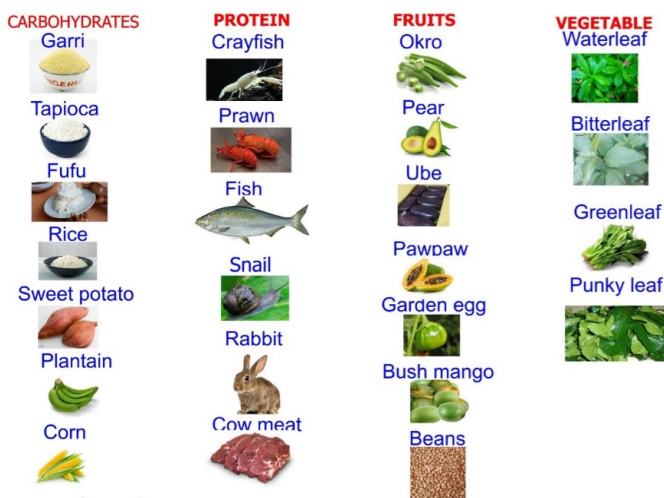 CARBOHYDRATES
Garri
Tapioca
Fufu
Rice
Sweet potato
Plantain
Corn
PROTEIN
Crayfish
Prawn
Fish
Snail
Rabbit
Cow meat
FRUITS
Okro
Pear
Ube
Pawpaw
Garden egg
Bush mango
Beans
VEGETABLE
Waterleaf
Bitterleaf
Greenleaf
Punky leaf